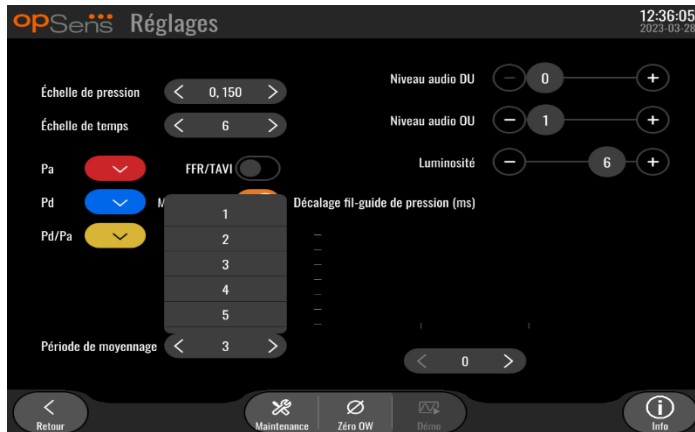 opSens Réglages
12:36:05
2023-03-28
Échelle de pression
0, 150
Niveau audio DU
0
Échelle de temps
6
Niveau audio OU
1
Pa
FFR/TAVI
Luminosité
6
Pd
M
Décalage fil-guide de pression (ms)
Pd/Pa
1
2
3
4
5
Période de moyennage
3
0
Retour
Maintenance
Zéro OW
Démo
Info